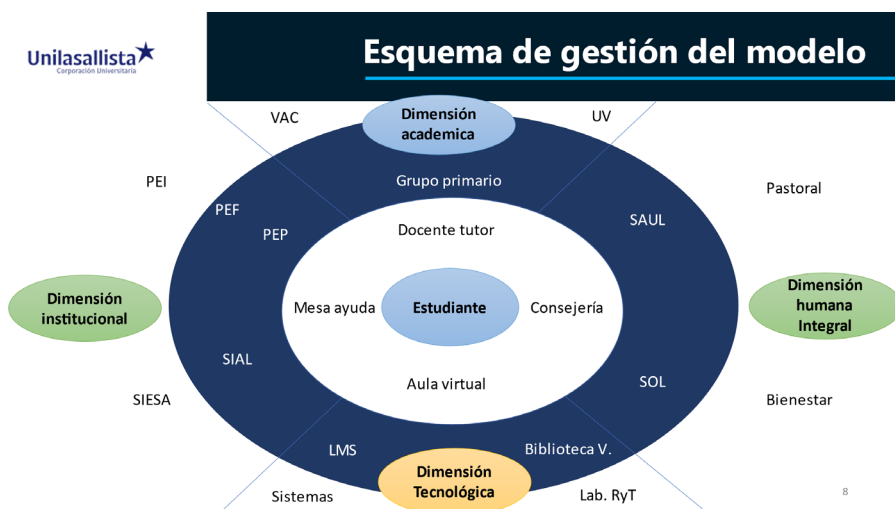 Unilasallista
Corporación Universitaria
Esquema de gestión del modelo
VAC
Dimensión
academica
UV
PEI
Grupo primario
Pastoral
PEF
SAUL
PEP
Docente tutor
Dimensión
institucional
Mesa ayuda
Estudiante
Consejería
Dimensión
humana
Integral
SIAL
Aula virtual
SOL
SIESA
Bienestar
LMS
Biblioteca V.
Dimensión
Tecnológica
Sistemas
Lab. RyT
8